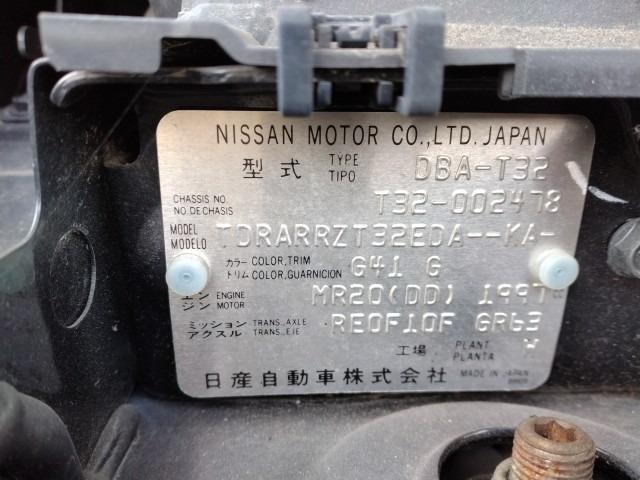 NISSAN MOTOR CO.,LTD. JAPAN
型式 TYPE TIPO DBA-T32
CHASSIS NO. NO.DE CHASIS T32-002478
MODEL MODELO TDRARRZT32EDA--KA-
カラー COLOR,TRIM トリム COLOR,GUARNICION G41 G
エンジン ENGINE MOTOR MR20(DD) 1997cc
ミッション アクスル TRANS.,AXLE TRANS.,EJE RE0F10F GR63
工場 PLANT PLANTA W
日産自動車株式会社 MADE IN JAPAN